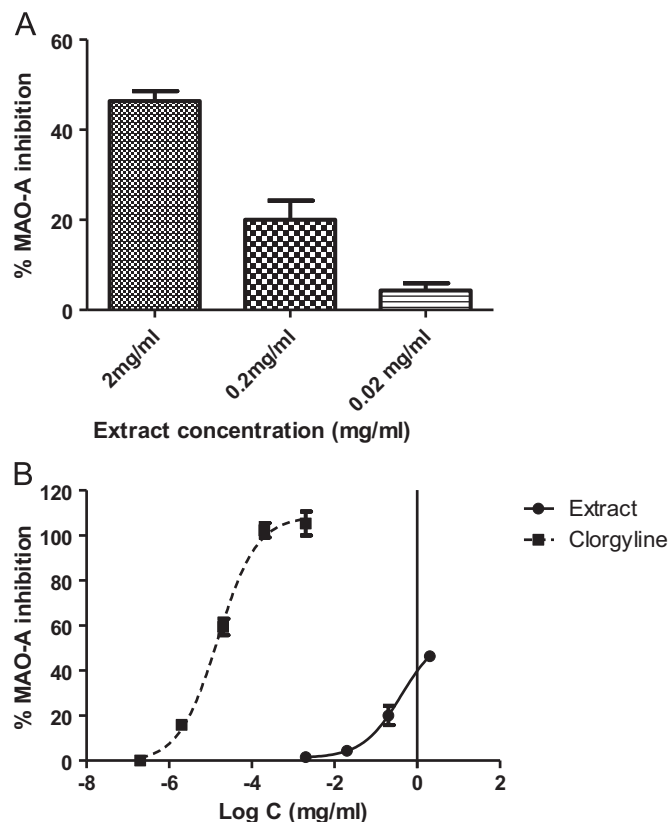 A
% MAO-A inhibition
60
40
20
0
2mg/ml
0.2mg/ml
0.02 mg/ml
Extract concentration (mg/ml)
B
% MAO-A inhibition
120
100
80
60
40
20
0
-8
-6
-4
-2
0
2
Log C (mg/ml)
Extract
Clorgyline